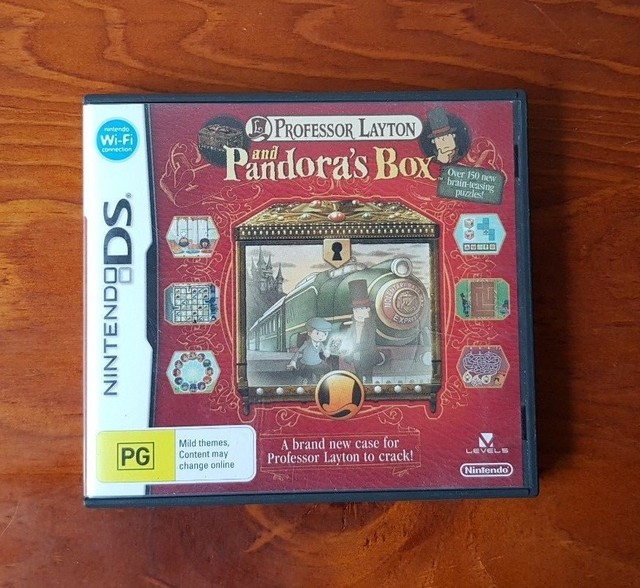 Nintendo
Wi-Fi
connection
NINTENDO DS
PROFESSOR LAYTON
and
Pandora's Box
Over 150 new
brain-teasing
puzzles!
EXPRESS
A brand new case for
Professor Layton to crack!
PG
Mild themes,
Content may
change online
LEVEL5
Nintendo